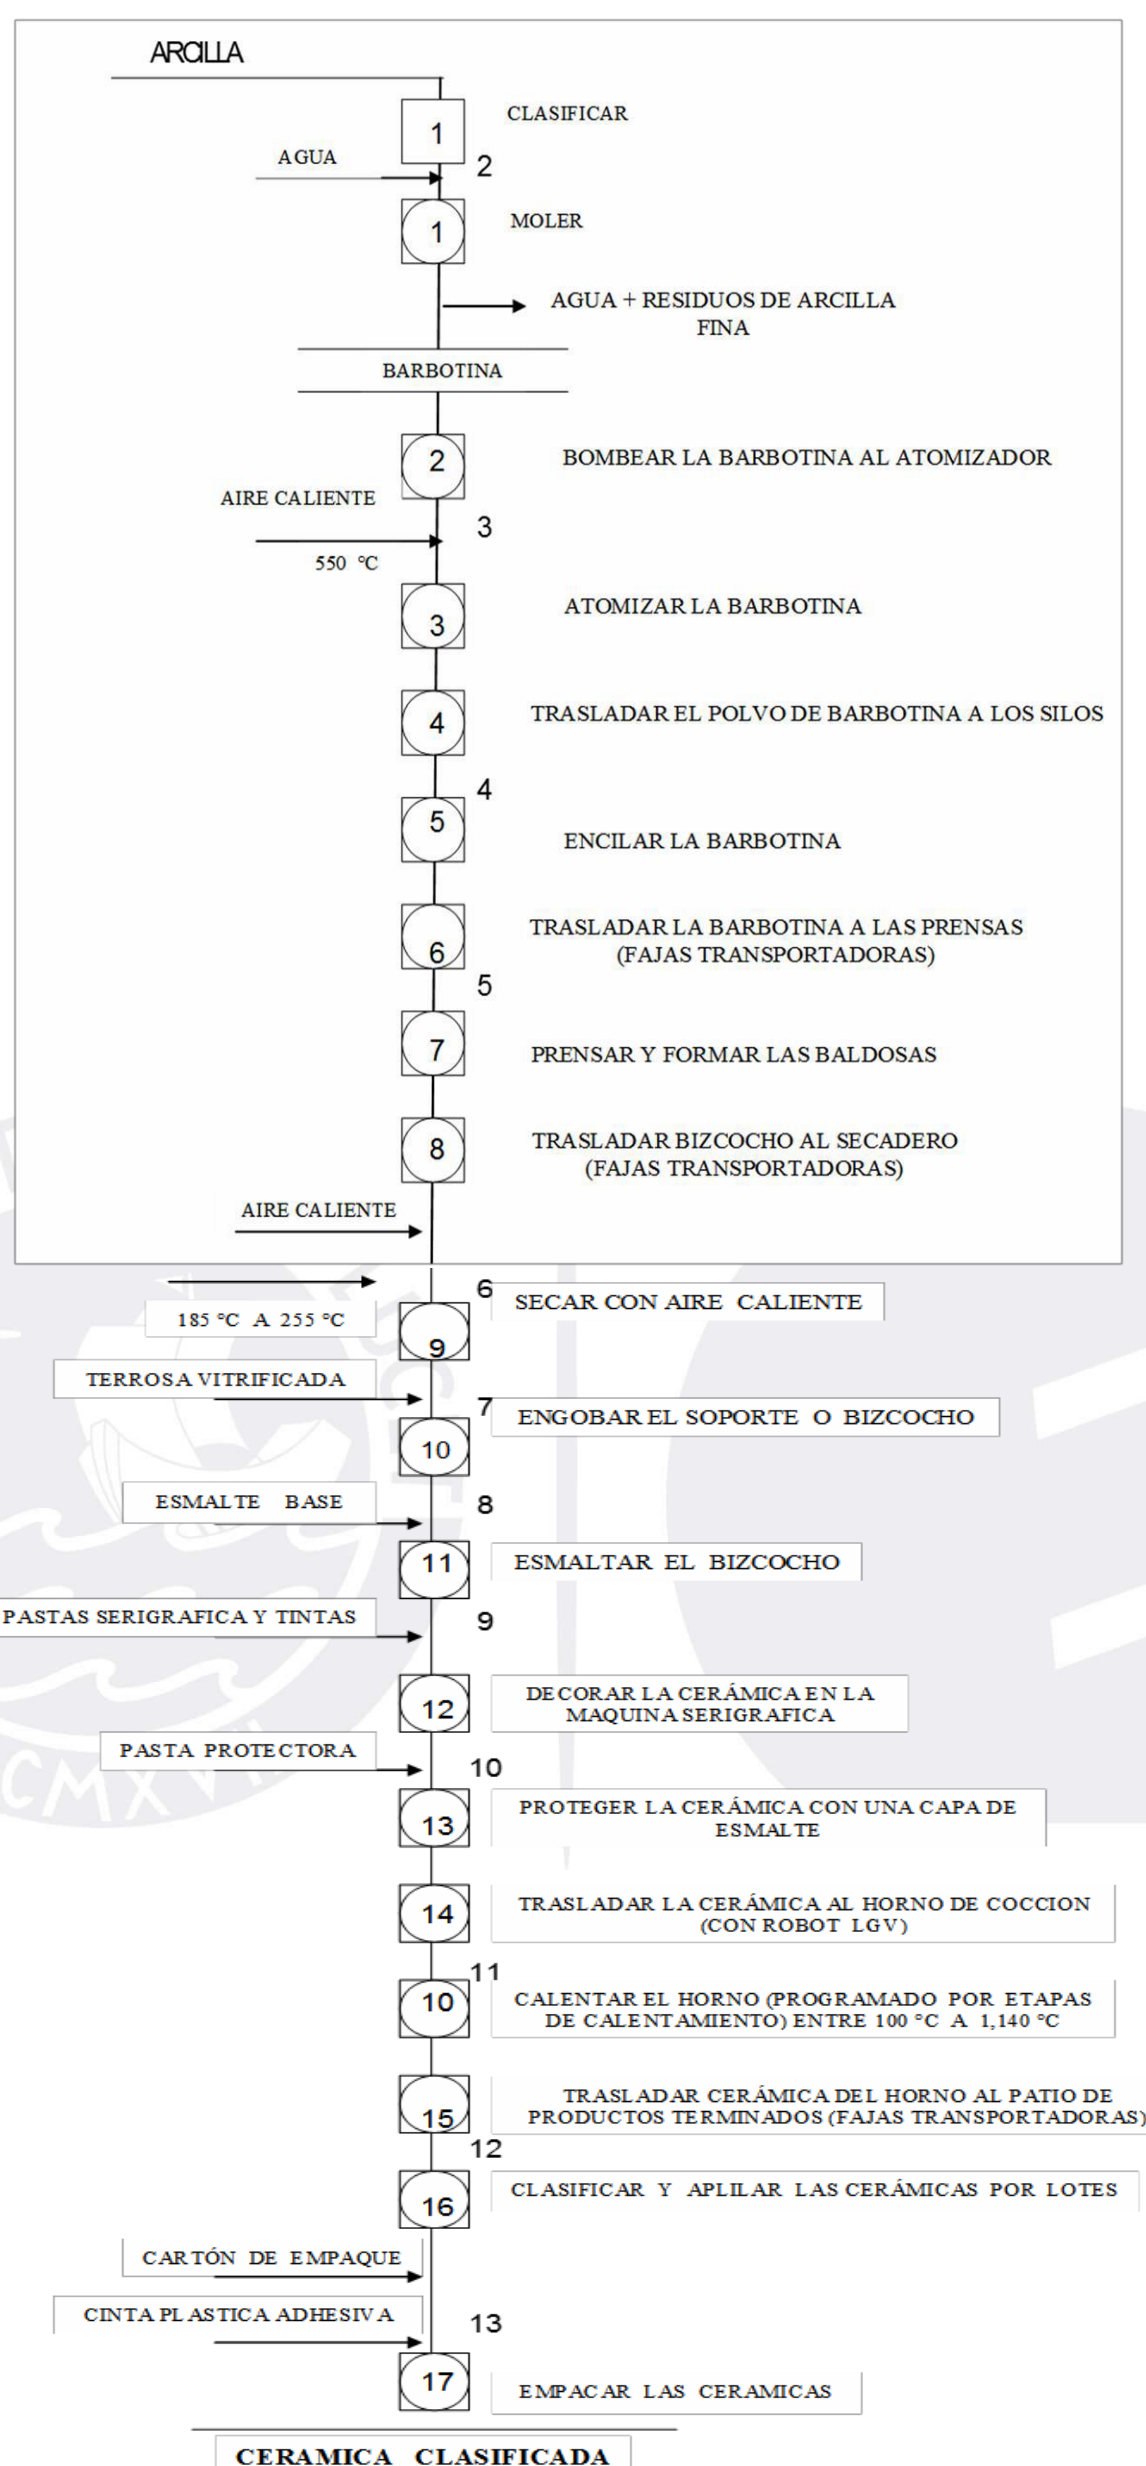 ARCILLA
1
CLASIFICAR
AGUA
2
1
MOLER
AGUA + RESIDUOS DE ARCILLA
FINA
BARBOTINA
2
BOMBEAR LA BARBOTINA AL ATOMIZADOR
AIRE CALIENTE
3
550 °C
3
ATOMIZAR LA BARBOTINA
4
TRASLADAR EL POLVO DE BARBOTINA A LOS SILOS
4
5
ENCILAR LA BARBOTINA
6
TRASLADAR LA BARBOTINA A LAS PRENSAS
(FAJAS TRANSPORTADORAS)
5
7
PRENSAR Y FORMAR LAS BALDOSAS
8
TRASLADAR BIZCOCHO AL SECADERO
(FAJAS TRANSPORTADORAS)
AIRE CALIENTE
6
SECAR CON AIRE CALIENTE
185 °C A 255 °C
9
TERROSA VITRIFICADA
7
ENGOBAR EL SOPORTE O BIZCOCHO
10
ESMALTE BASE
8
11
ESMALTAR EL BIZCOCHO
PASTAS SERIGRAFICA Y TINTAS
9
12
DECORAR LA CERÁMICA EN LA
MAQUINA SERIGRAFICA
PASTA PROTECTORA
10
13
PROTEGER LA CERÁMICA CON UNA CAPA DE
ESMALTE
14
TRASLADAR LA CERÁMICA AL HORNO DE COCCION
(CON ROBOT LGV)
11
10
CALENTAR EL HORNO (PROGRAMADO POR ETAPAS
DE CALENTAMIENTO) ENTRE 100 °C A 1,140 °C
15
TRASLADAR CERÁMICA DEL HORNO AL PATIO DE
PRODUCTOS TERMINADOS (FAJAS TRANSPORTADORAS)
12
16
CLASIFICAR Y APLILAR LAS CERÁMICAS POR LOTES
CARTÓN DE EMPAQUE
CINTA PLASTICA ADHESIVA
13
17
EMPACAR LAS CERAMICAS
CERAMICA CLASIFICADA